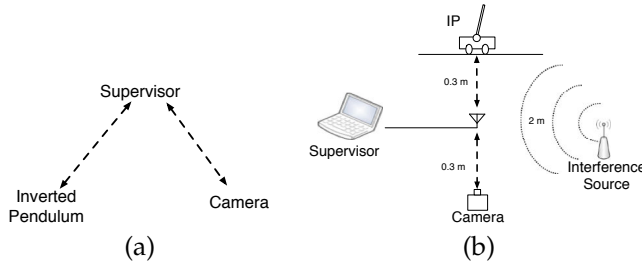 Supervisor
Inverted
Pendulum
Camera
(a)
IP
0.3 m
2 m
Supervisor
0.3 m
Interference
Source
Camera
(b)